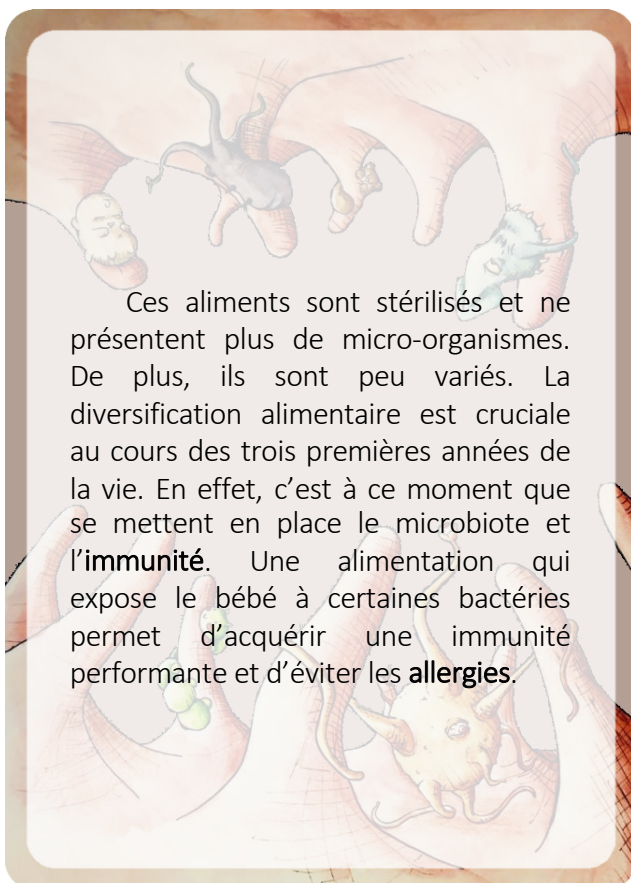 Ces aliments sont stérilisés et ne
présentent plus de micro-organismes.
De plus, ils sont peu variés. La
diversification alimentaire est cruciale
au cours des trois premières années de
la vie. En effet, c’est à ce moment que
se mettent en place le microbiote et
l’immunité. Une alimentation qui
expose le bébé à certaines bactéries
permet d’acquérir une immunité
performante et d’éviter les allergies.